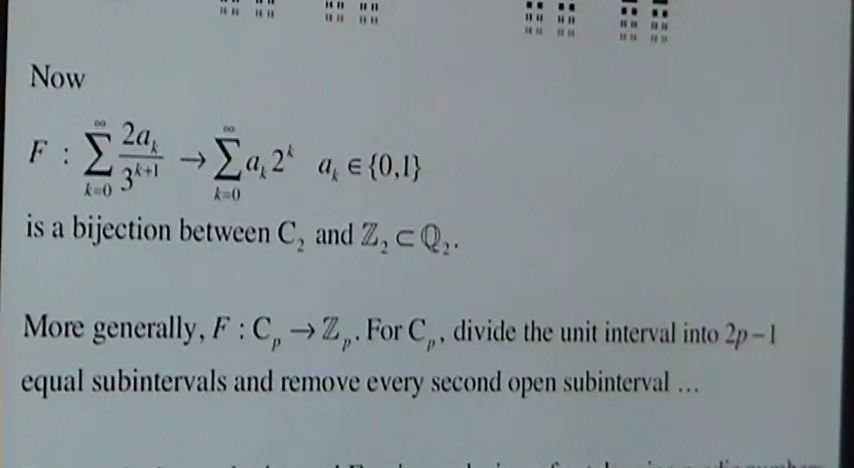 Now
F : ∑_{k=0}^{∞} 2a_k / 3^{k+1} → ∑_{k=0}^{∞} a_k 2^k   a_k ∈ {0,1}
is a bijection between C_2 and ℤ_2 ⊂ ℚ_2.
More generally, F : C_p → ℤ_p. For C_p, divide the unit interval into 2p−1
equal subintervals and remove every second open subinterval …